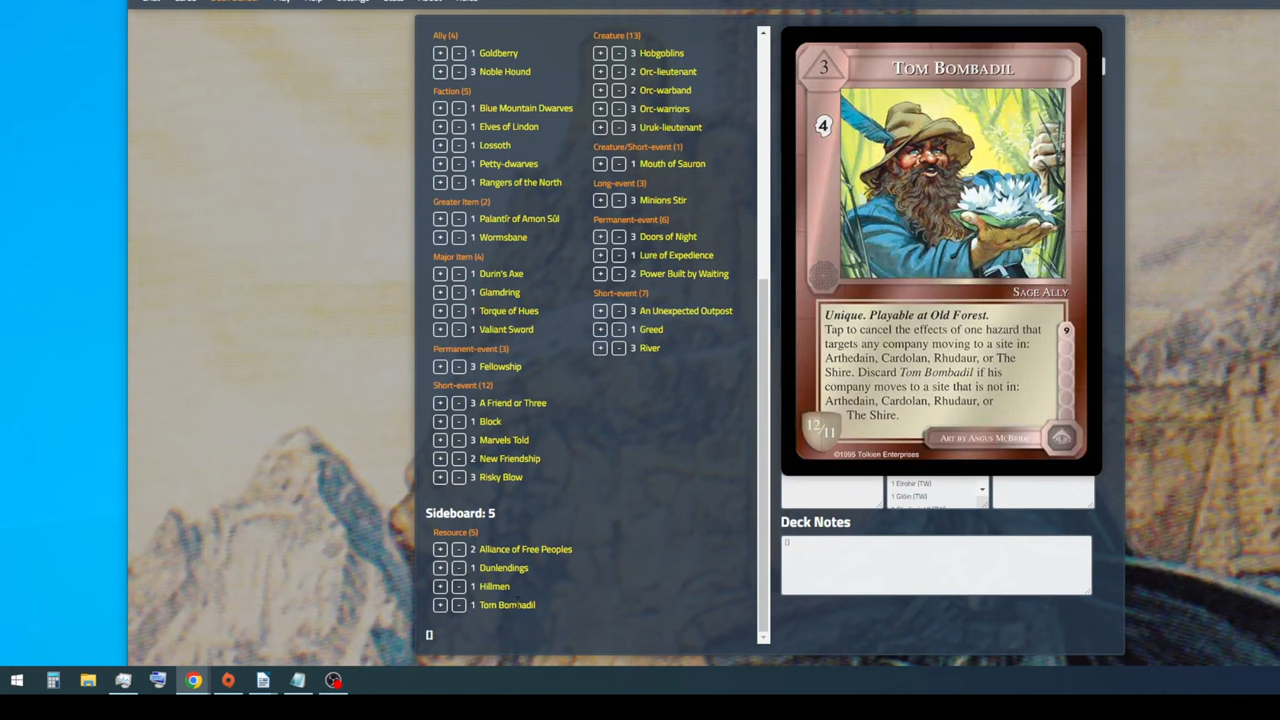 Ally (4)
+ - 1 Goldberry
+ - 3 Noble Hound
Faction (5)
+ - 1 Blue Mountain Dwarves
+ - 1 Elves of Lindon
+ - 1 Lossoth
+ - 1 Petty-dwarves
+ - 1 Rangers of the North
Greater Item (2)
+ - 1 Palantír of Amon Sûl
+ - 1 Wormsbane
Major Item (4)
+ - 1 Durin's Axe
+ - 1 Glamdring
+ - 1 Torque of Hues
+ - 1 Valiant Sword
Permanent-event (3)
+ - 3 Fellowship
Short-event (12)
+ - 3 A Friend or Three
+ - 1 Block
+ - 3 Marvels Told
+ - 2 New Friendship
+ - 3 Risky Blow
Sideboard: 5
Resource (5)
+ - 2 Alliance of Free Peoples
+ - 1 Dunlendings
+ - 1 Hillmen
+ - 1 Tom Bombadil
[]
Creature (13)
+ - 3 Hobgoblins
+ - 2 Orc-lieutenant
+ - 2 Orc-warband
+ - 3 Orc-warriors
+ - 3 Uruk-lieutenant
Creature/Short-event (1)
+ - 1 Mouth of Sauron
Long-event (3)
+ - 3 Minions Stir
Permanent-event (6)
+ - 3 Doors of Night
+ - 1 Lure of Expedience
+ - 2 Power Built by Waiting
Short-event (7)
+ - 3 An Unexpected Outpost
+ - 1 Greed
+ - 3 River
3
TOM BOMBADIL
4
SAGE ALLY
Unique. Playable at Old Forest.
Tap to cancel the effects of one hazard that
targets any company moving to a site in:
Arthedain, Cardolan, Rhudaur, or The
Shire. Discard Tom Bombadil if his
company moves to a site that is not in:
Arthedain, Cardolan, Rhudaur, or
The Shire.
9
12/11
ART BY ANGUS MCBRIDE
©1995 Tolkien Enterprises
1 Elrohir (TW)
1 Glóin (TW)
Deck Notes
[]